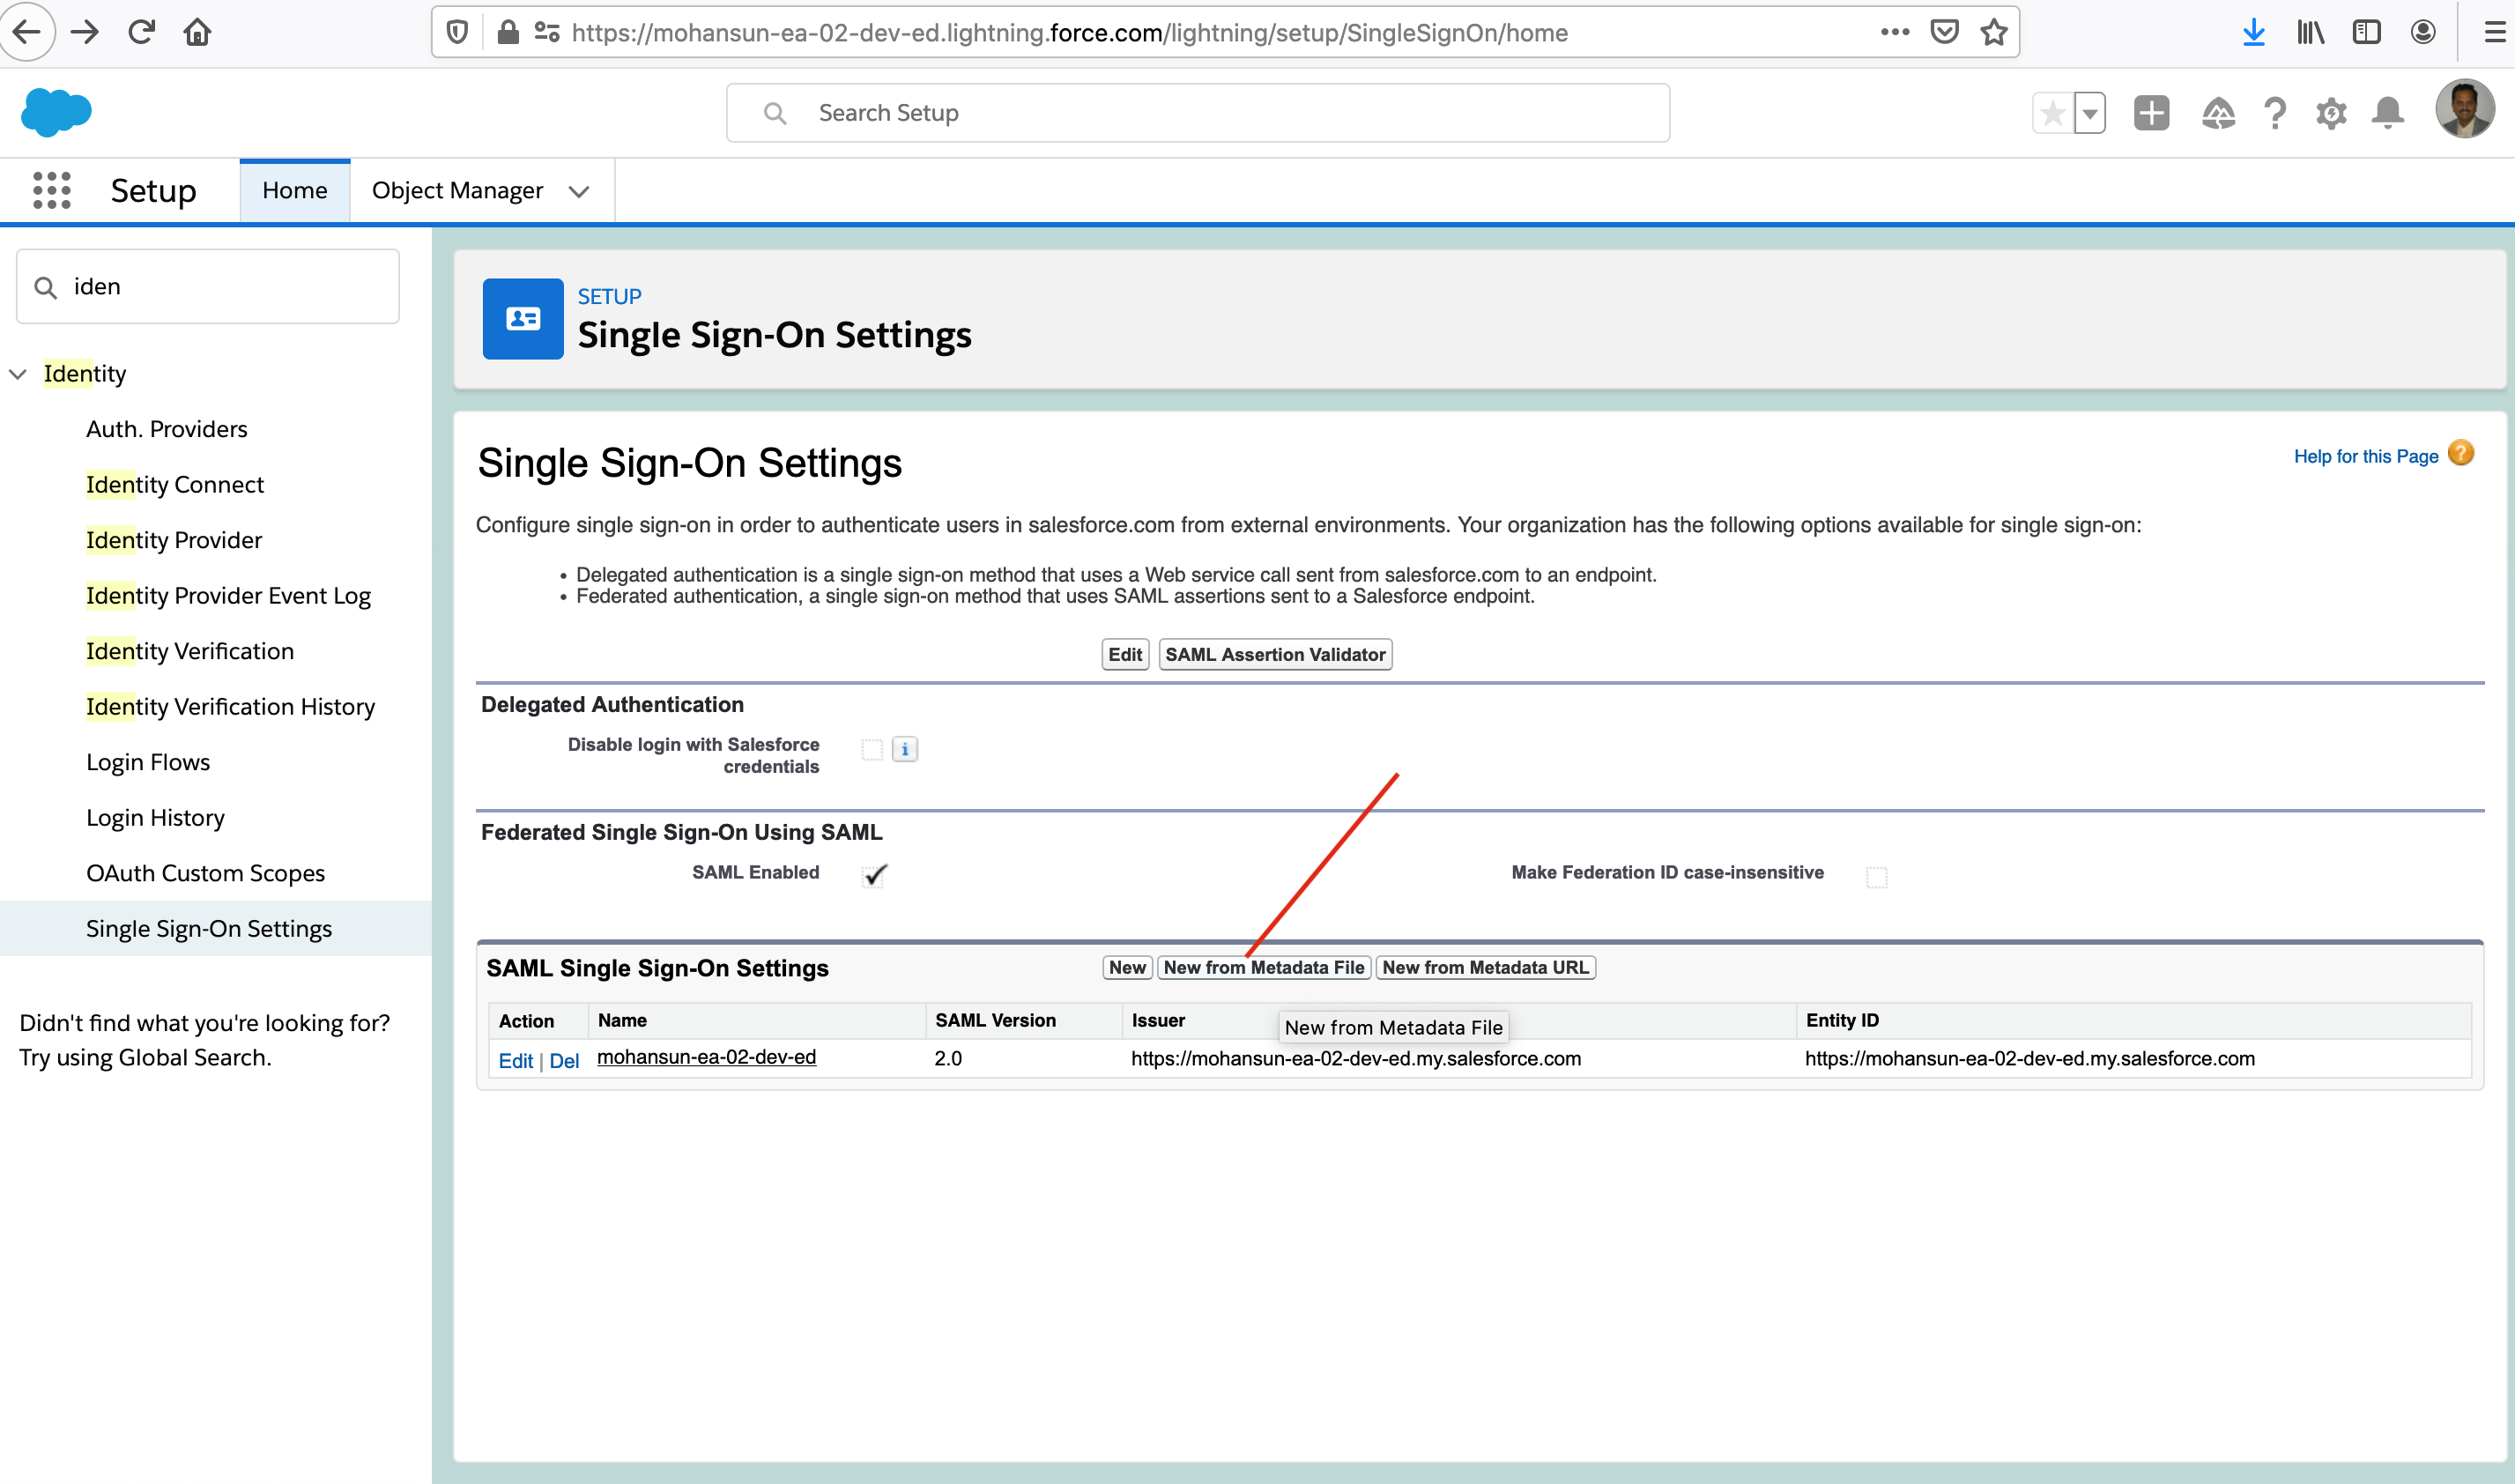 https://mohansun-ea-02-dev-ed.lightning.force.com/lightning/setup/SingleSignOn/home
Search Setup
Setup
Home
Object Manager
iden
Identity
Auth. Providers
Identity Connect
Identity Provider
Identity Provider Event Log
Identity Verification
Identity Verification History
Login Flows
Login History
OAuth Custom Scopes
Single Sign-On Settings
Didn't find what you're looking for?
Try using Global Search.
SETUP
Single Sign-On Settings
Single Sign-On Settings
Help for this Page ?
Configure single sign-on in order to authenticate users in salesforce.com from external environments. Your organization has the following options available for single sign-on:
• Delegated authentication is a single sign-on method that uses a Web service call sent from salesforce.com to an endpoint.
• Federated authentication, a single sign-on method that uses SAML assertions sent to a Salesforce endpoint.
Edit SAML Assertion Validator
Delegated Authentication
Disable login with Salesforce
credentials
i
Federated Single Sign-On Using SAML
SAML Enabled
Make Federation ID case-insensitive
SAML Single Sign-On Settings
New New from Metadata File New from Metadata URL
Action Name SAML Version Issuer Entity ID
New from Metadata File
Edit | Del mohansun-ea-02-dev-ed 2.0 https://mohansun-ea-02-dev-ed.my.salesforce.com https://mohansun-ea-02-dev-ed.my.salesforce.com